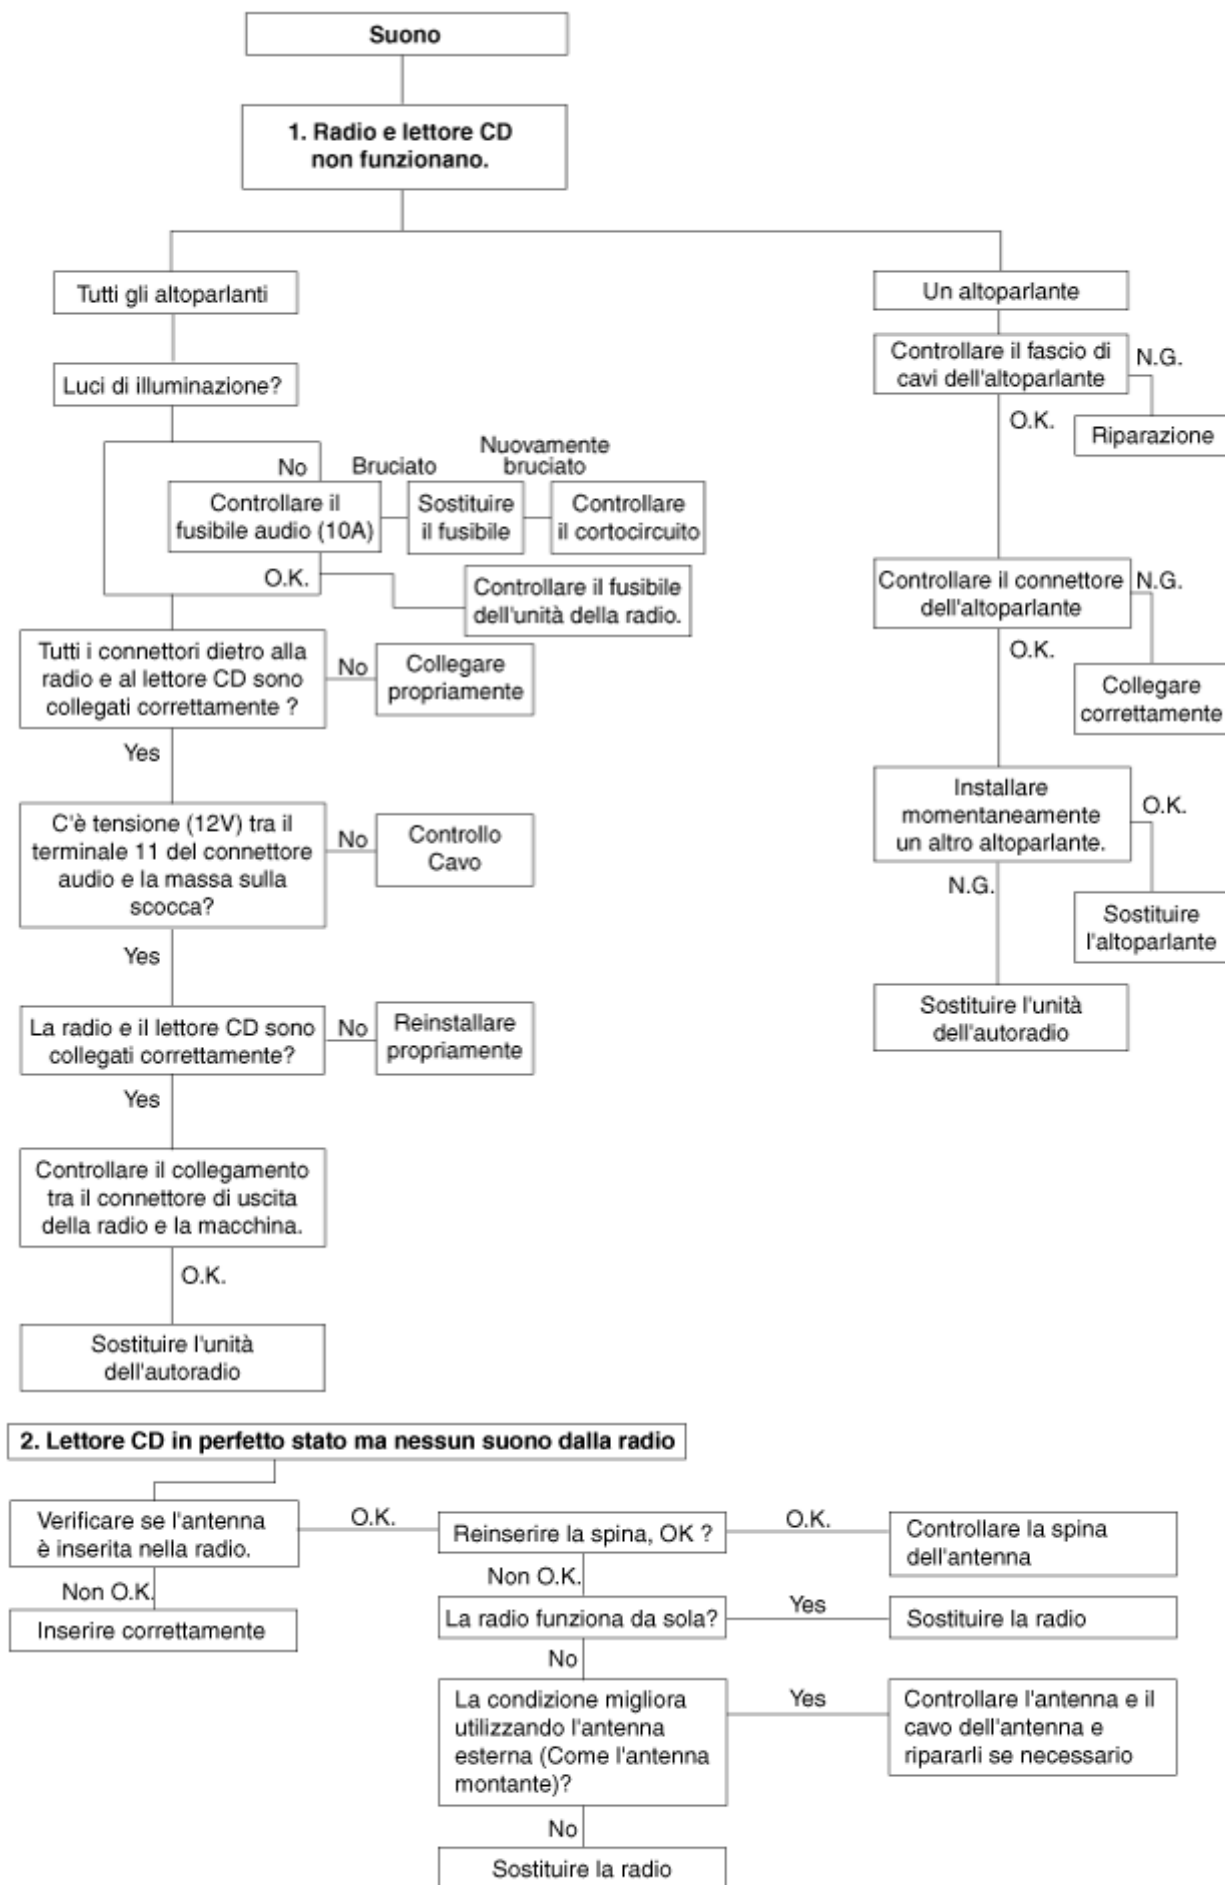 Suono
1. Radio e lettore CD
non funzionano.
Tutti gli altoparlanti
Luci di illuminazione?
No
Bruciato
Nuovamente
bruciato
Controllare il
fusibile audio (10A)
Sostituire
il fusibile
Controllare
il cortocircuito
O.K.
Controllare il fusibile
dell'unità della radio.
Tutti i connettori dietro alla
radio e al lettore CD sono
collegati correttamente ?
No
Collegare
propriamente
Yes
C'è tensione (12V) tra il
terminale 11 del connettore
audio e la massa sulla
scocca?
No
Controllo
Cavo
Yes
La radio e il lettore CD sono
collegati correttamente?
No
Reinstallare
propriamente
Yes
Controllare il collegamento
tra il connettore di uscita
della radio e la macchina.
O.K.
Sostituire l'unità
dell'autoradio
Un altoparlante
Controllare il fascio di
cavi dell'altoparlante
N.G.
Riparazione
O.K.
Controllare il connettore
dell'altoparlante
N.G.
Collegare
correttamente
O.K.
Installare
momentaneamente
un altro altoparlante.
O.K.
Sostituire
l'altoparlante
N.G.
Sostituire l'unità
dell'autoradio
2. Lettore CD in perfetto stato ma nessun suono dalla radio
Verificare se l'antenna
è inserita nella radio.
Non O.K.
Inserire correttamente
O.K.
Reinserire la spina, OK ?
O.K.
Controllare la spina
dell'antenna
Non O.K.
La radio funziona da sola?
Yes
Sostituire la radio
No
La condizione migliora
utilizzando l'antenna
esterna (Come l'antenna
montante)?
Yes
Controllare l'antenna e il
cavo dell'antenna e
ripararli se necessario
No
Sostituire la radio